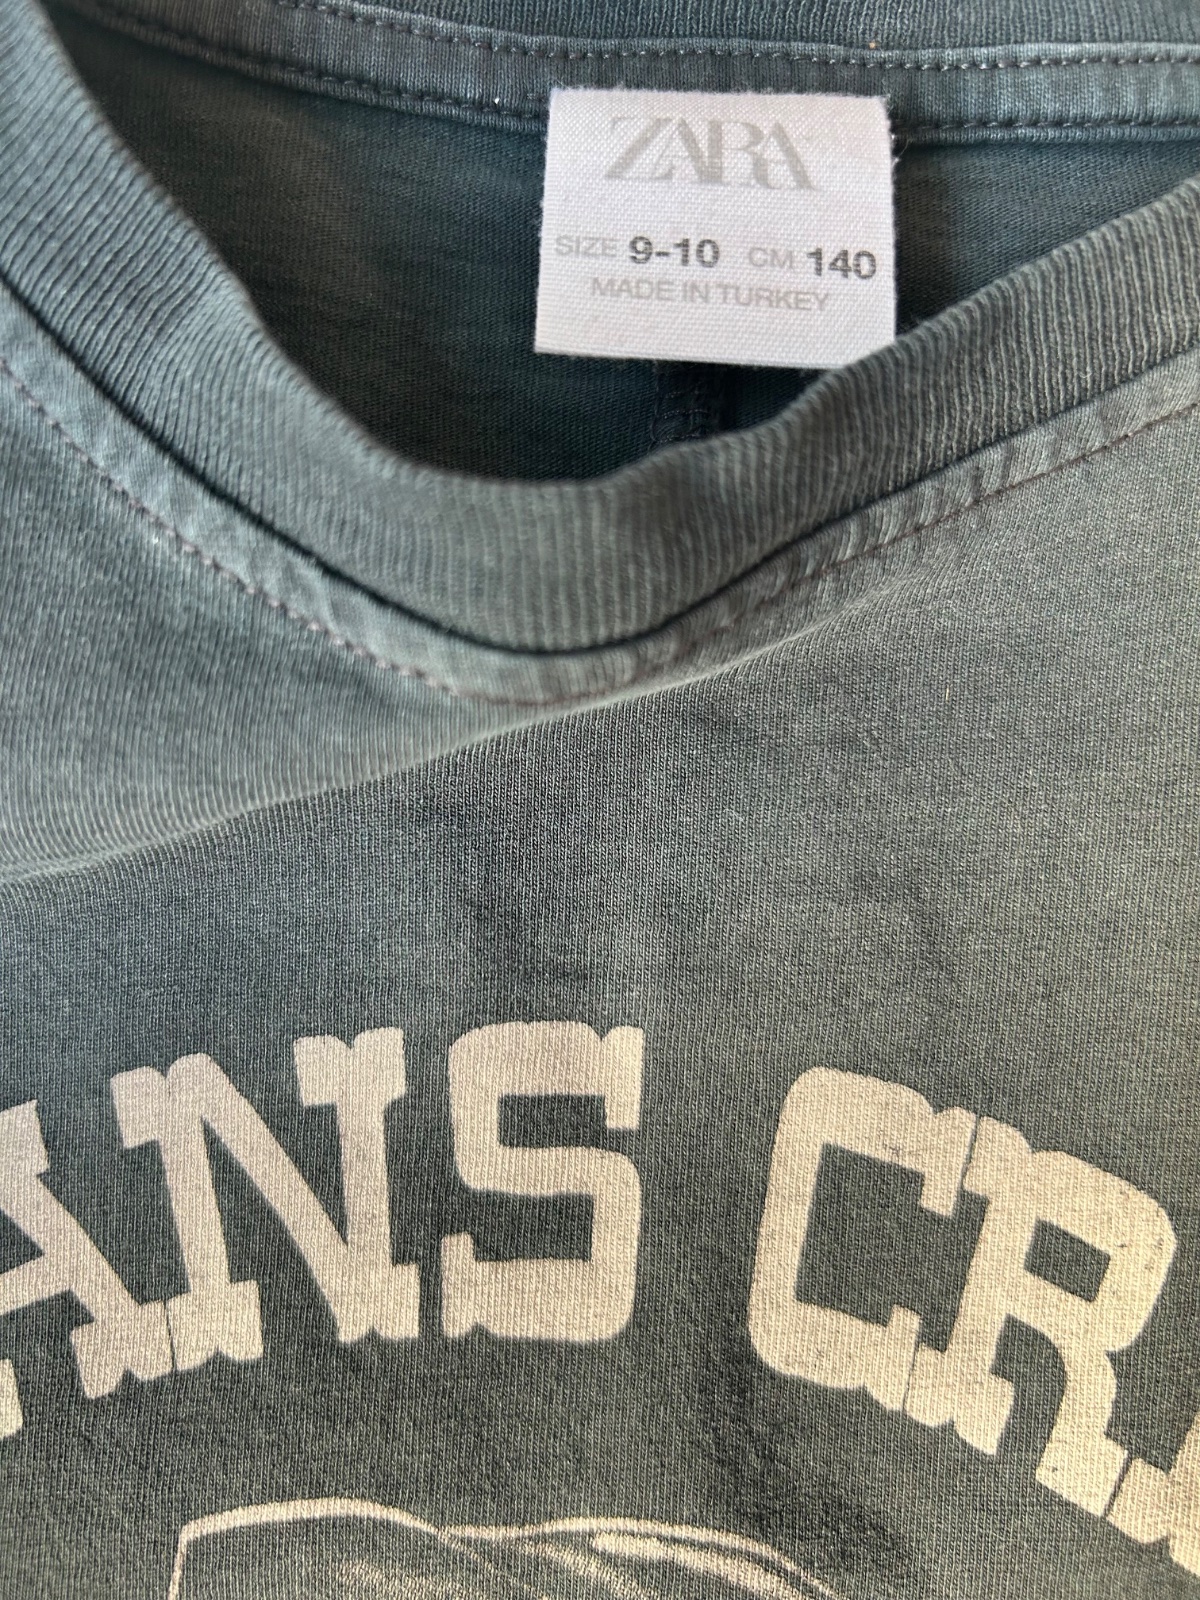 ZARA
SIZE 9-10 CM 140
MADE IN TURKEY
ANS CR